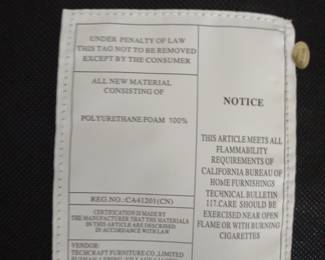 UNDER PENALTY OF LAW
THIS TAG NOT TO BE REMOVED
EXCEPT BY THE CONSUMER
ALL NEW MATERIAL
CONSISTING OF
POLYURETHANE FOAM 100%
REG.NO.:CA41201(CN)
CERTIFICATION IS MADE BY
THE MANUFACTURER THAT THE MATERIALS
IN THIS ARTICLE ARE DESCRIBED
IN ACCORDANCE WITH LAW
VENDOR:
TECHCRAFT FURNITURE CO., LIMITED
NOTICE
THIS ARTICLE MEETS ALL
FLAMMABILITY
REQUIREMENTS OF
CALIFORNIA BUREAU OF
HOME FURNISHINGS
TECHNICAL BULLETIN
117.CARE SHOULD BE
EXERCISED NEAR OPEN
FLAME OR WITH BURNING
CIGARETTES